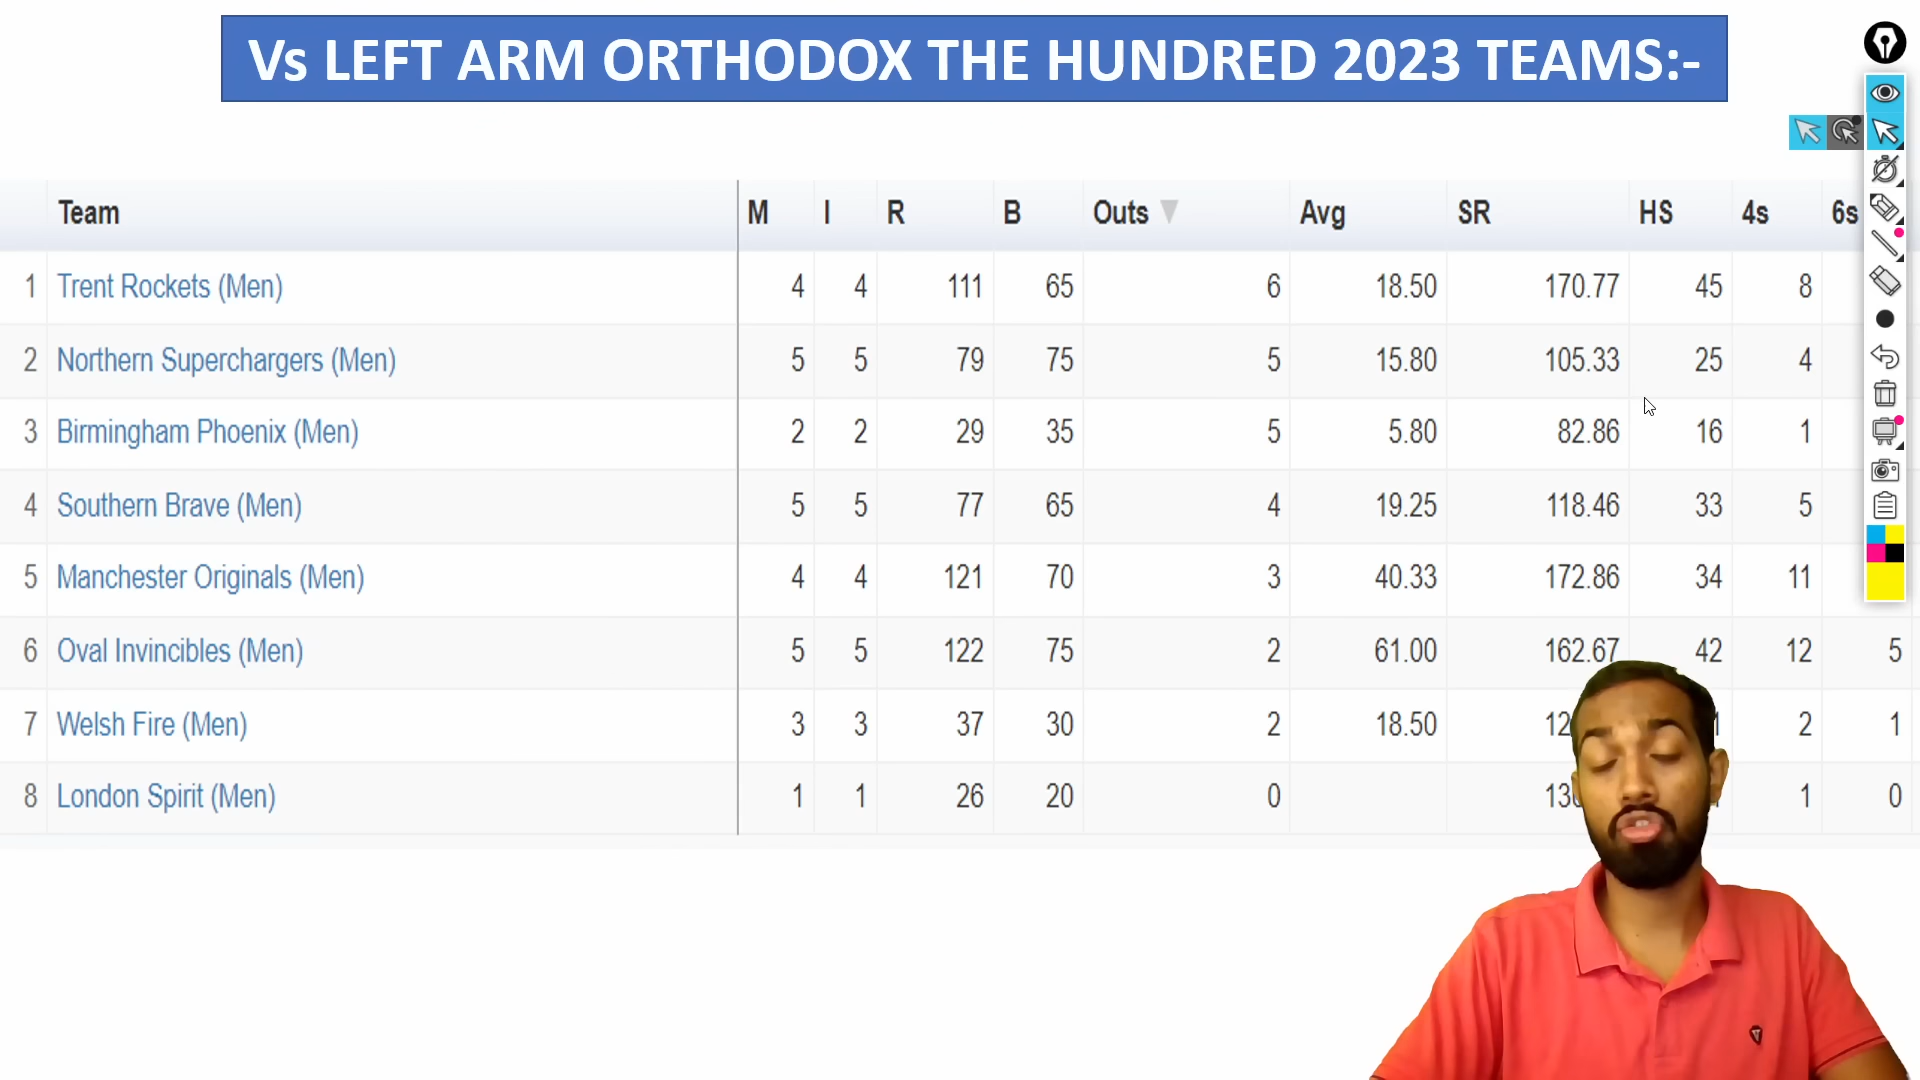 Vs LEFT ARM ORTHODOX THE HUNDRED 2023 TEAMS:-
Team M I R B Outs Avg SR HS 4s 6s
1 Trent Rockets (Men) 4 4 111 65 6 18.50 170.77 45 8
2 Northern Superchargers (Men) 5 5 79 75 5 15.80 105.33 25 4
3 Birmingham Phoenix (Men) 2 2 29 35 5 5.80 82.86 16 1
4 Southern Brave (Men) 5 5 77 65 4 19.25 118.46 33 5
5 Manchester Originals (Men) 4 4 121 70 3 40.33 172.86 34 11
6 Oval Invincibles (Men) 5 5 122 75 2 61.00 162.67 42 12 5
7 Welsh Fire (Men) 3 3 37 30 2 18.50 2 1
8 London Spirit (Men) 1 1 26 20 0 1 0